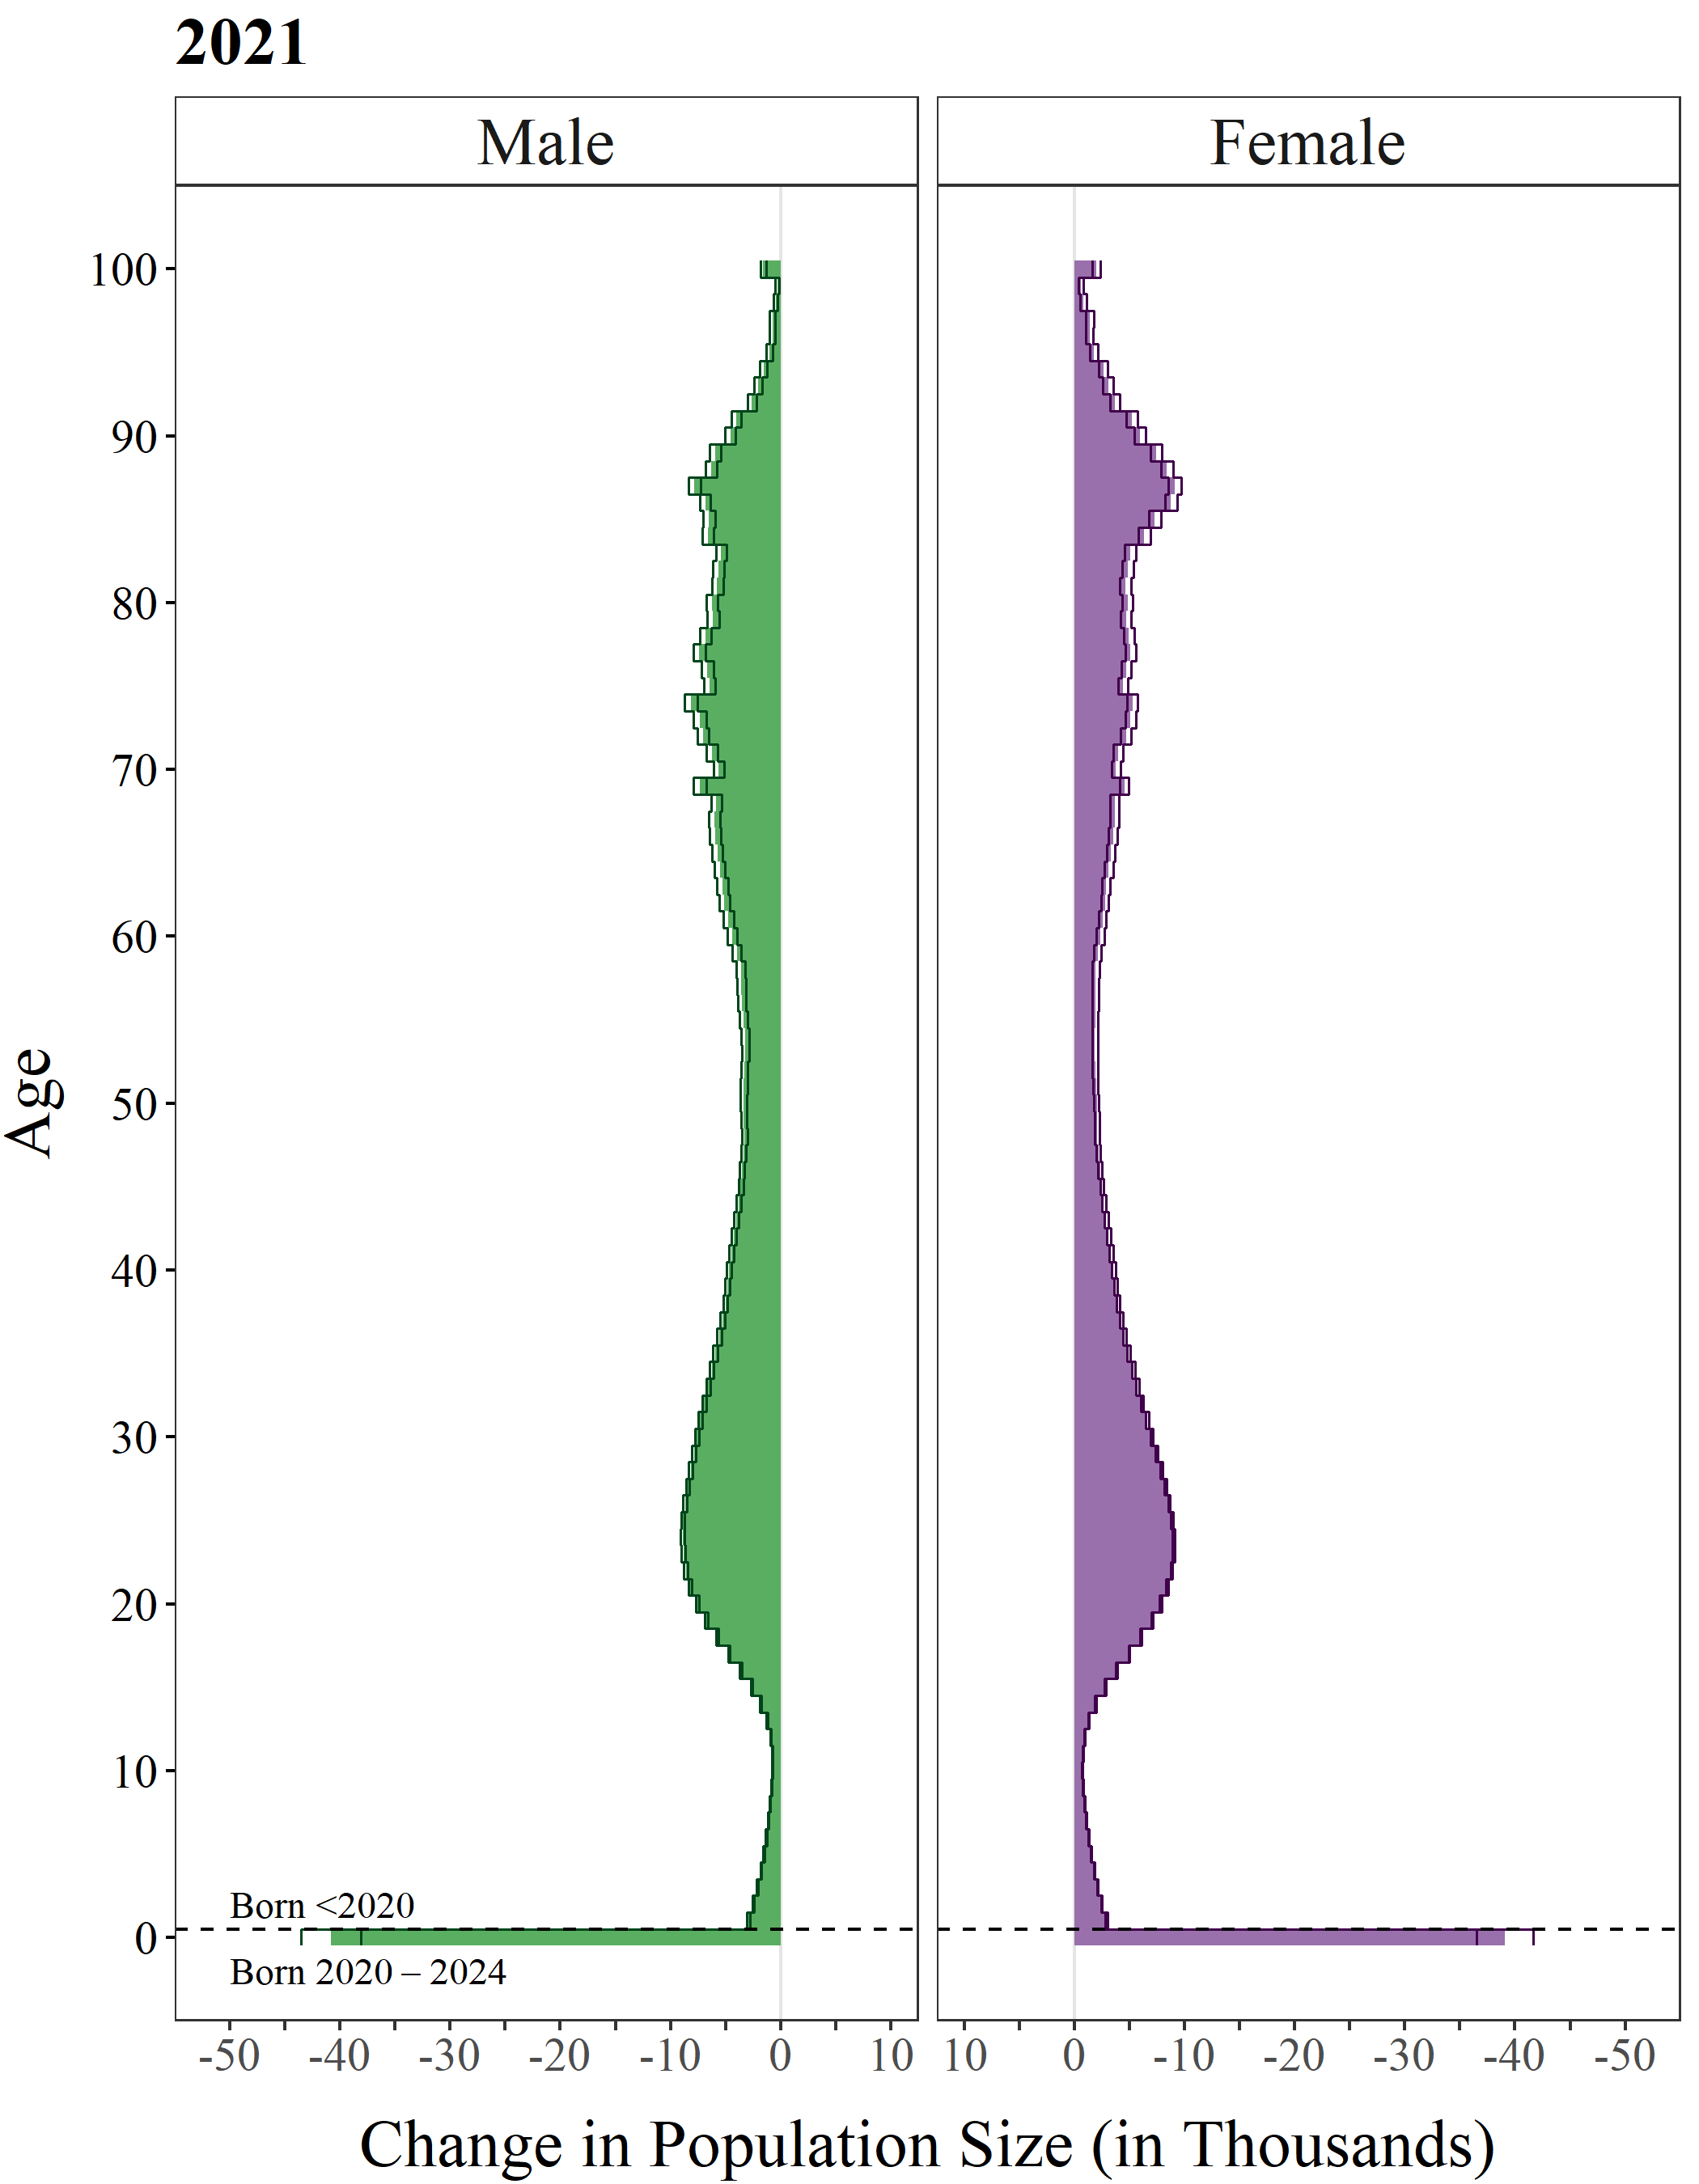 2021
Male Female
100
90
80
70
60
50
40
30
20
10
0
Age
Born <2020
Born 2020 – 2024
-50 -40 -30 -20 -10 0 10 10 0 -10 -20 -30 -40 -50
Change in Population Size (in Thousands)